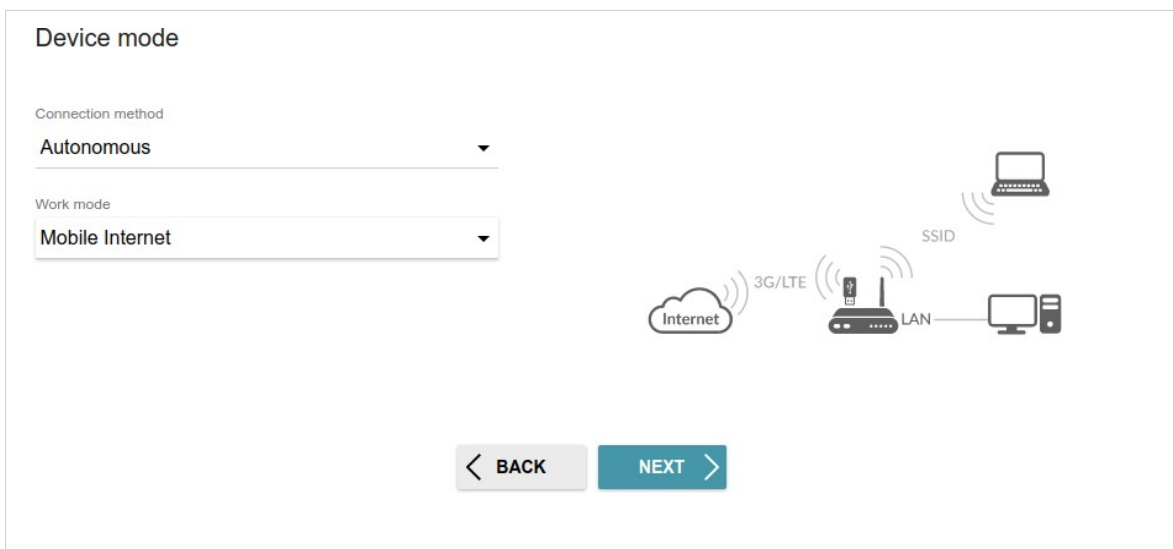 Device mode
Connection method
Autonomous
Work mode
Mobile Internet
SSID
3G/LTE
Internet
LAN
BACK
NEXT